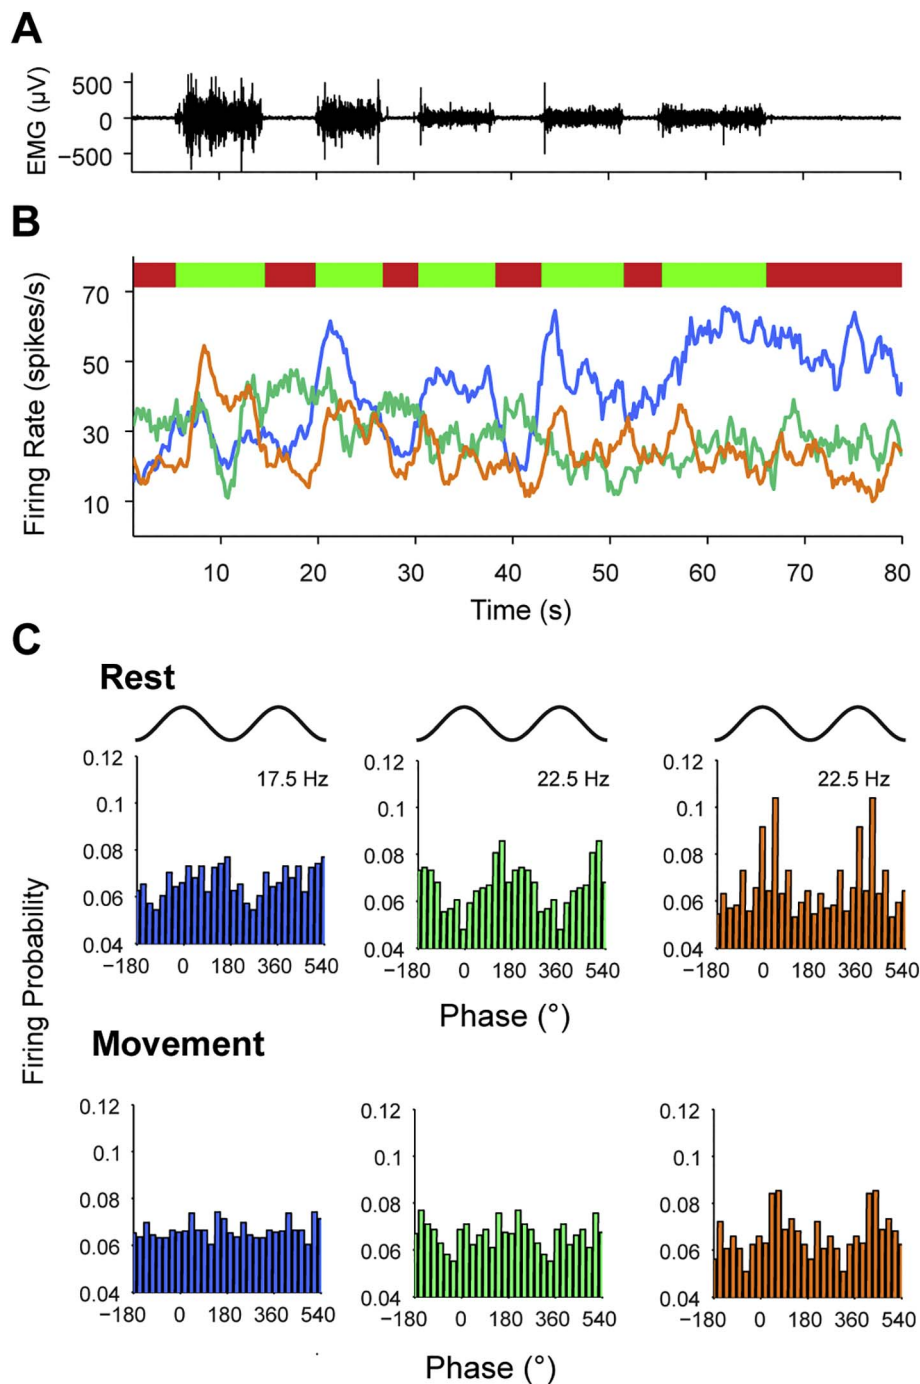 A
EMG (µV)
500
0
−500
B
Firing Rate (spikes/s)
70
50
30
10
10 20 30 40 50 60 70 80
Time (s)
C
Rest
0.12 0.12 0.12
17.5 Hz 22.5 Hz 22.5 Hz
0.1 0.1 0.1
0.08 0.08 0.08
0.06 0.06 0.06
0.04 0.04 0.04
−180 0 180 360 540 −180 0 180 360 540 −180 0 180 360 540
Firing Probability
Phase (°)
Movement
0.12 0.12 0.12
0.1 0.1 0.1
0.08 0.08 0.08
0.06 0.06 0.06
0.04 0.04 0.04
−180 0 180 360 540 −180 0 180 360 540 −180 0 180 360 540
Phase (°)